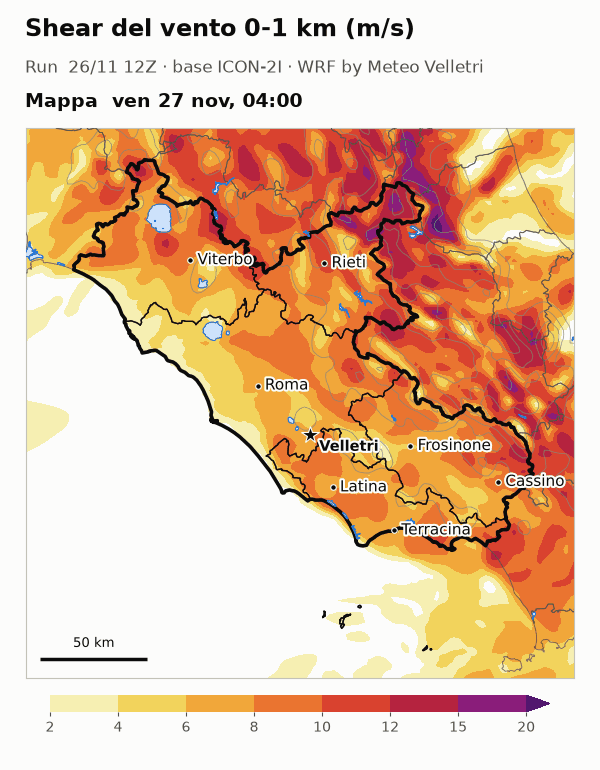 Shear del vento 0-1 km (m/s)
Run 26/11 12Z · base ICON-2I · WRF by Meteo Velletri
Mappa ven 27 nov, 04:00
Viterbo
Rieti
Roma
Velletri
Frosinone
Latina
Cassino
Terracina
50 km
2 4 6 8 10 12 15 20